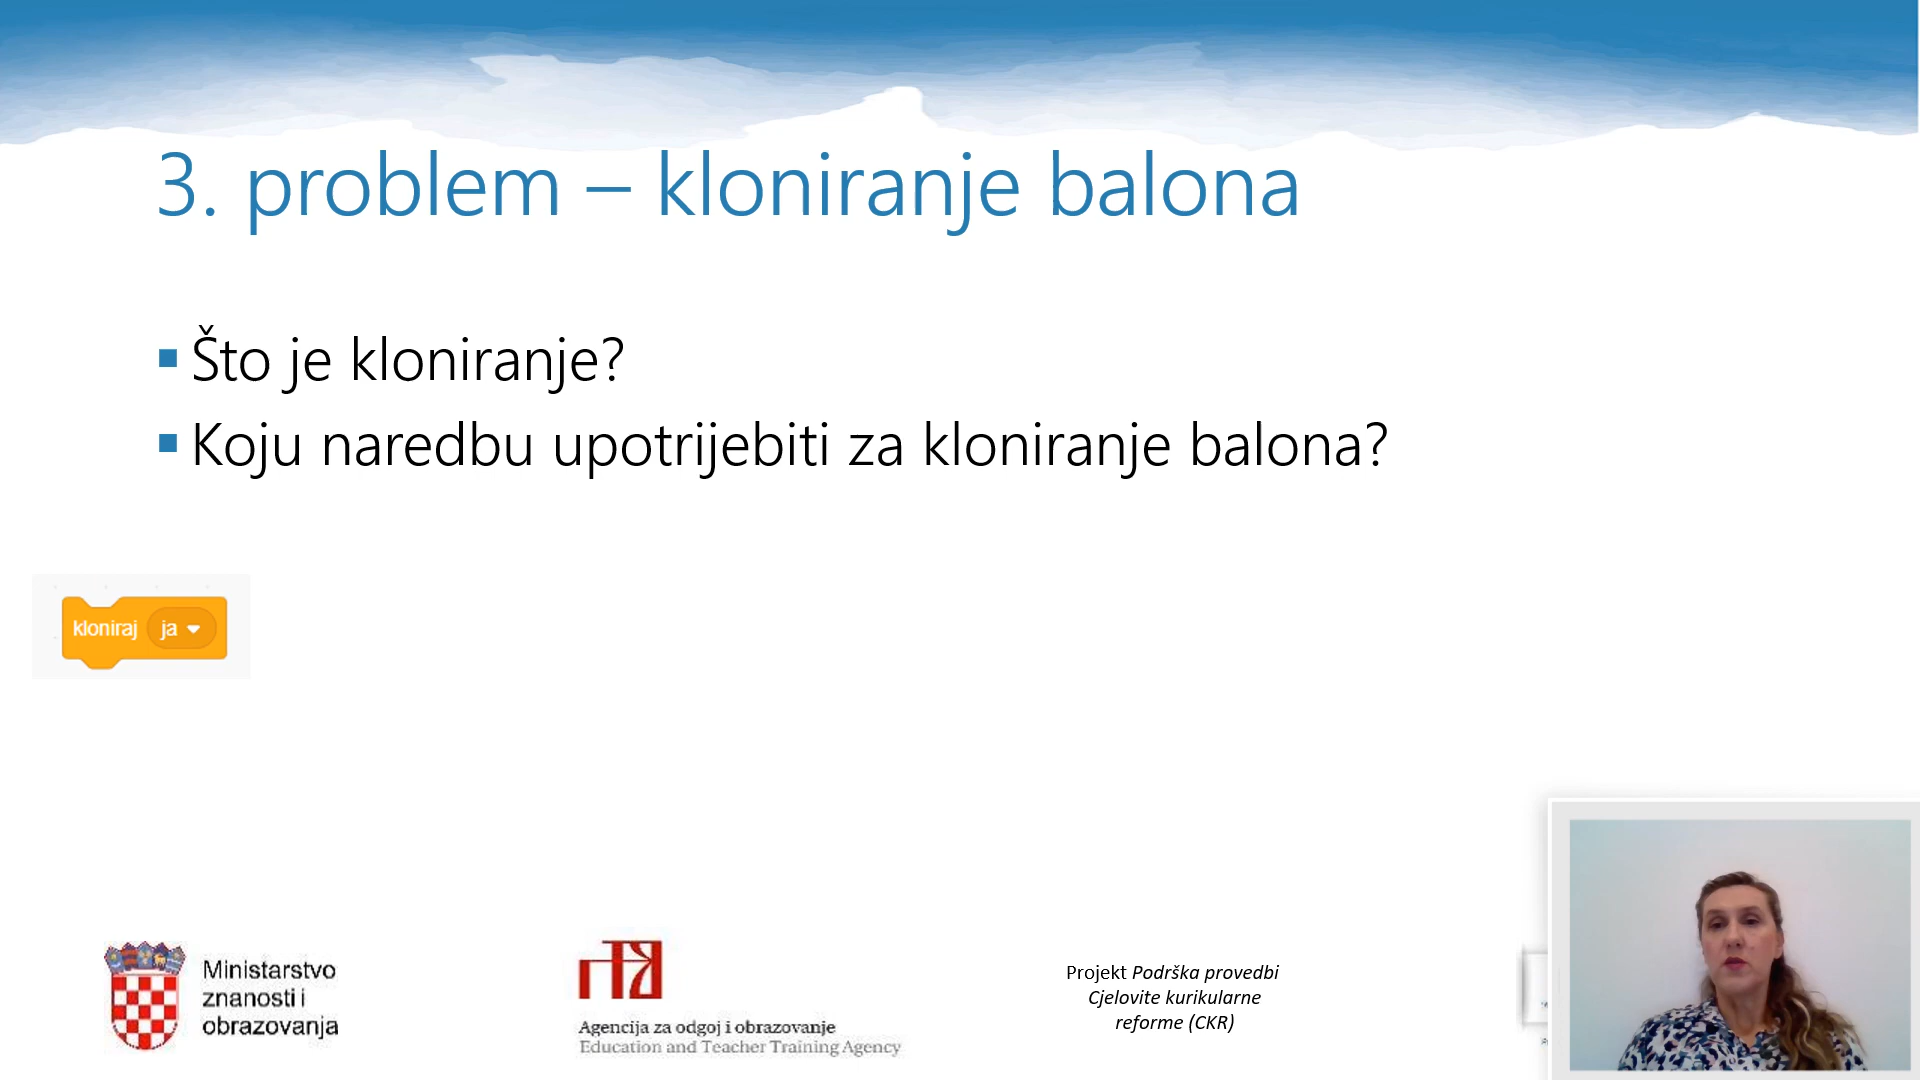 3. problem – kloniranje balona
Što je kloniranje?
Koju naredbu upotrijebiti za kloniranje balona?
kloniraj ja
Ministarstvo
znanosti i
obrazovanja
Agencija za odgoj i obrazovanje
Education and Teacher Training Agency
Projekt Podrška provedbi
Cjelovite kurikularne
reforme (CKR)